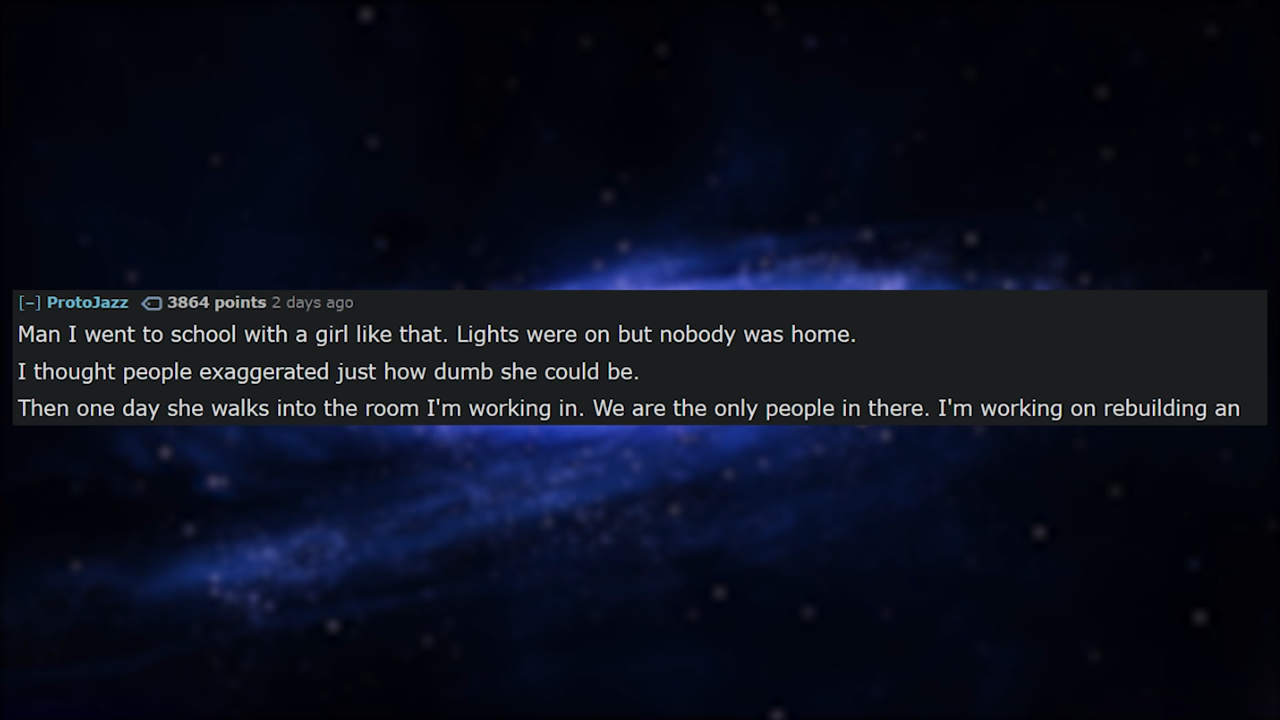 [–] ProtoJazz 3864 points 2 days ago
Man I went to school with a girl like that. Lights were on but nobody was home.
I thought people exaggerated just how dumb she could be.
Then one day she walks into the room I'm working in. We are the only people in there. I'm working on rebuilding an